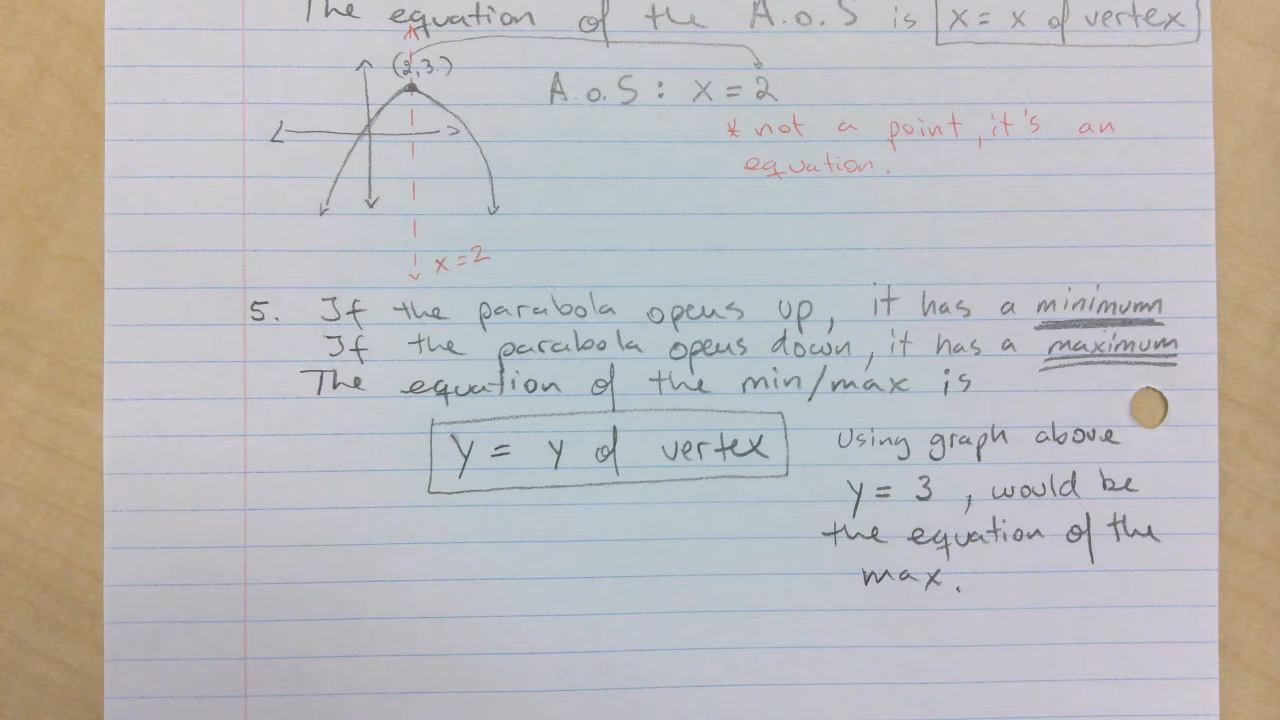 The equation of the A.o.S is x = x of vertex
(2,3.)
A.o.S : x = 2
* not a point, it's an
equation.
x = 2
5. If the parabola opens up, it has a minimum
If the parabola opens down, it has a maximum
The equation of the min/max is
y = y of vertex
Using graph above
y = 3 , would be
the equation of the
max.